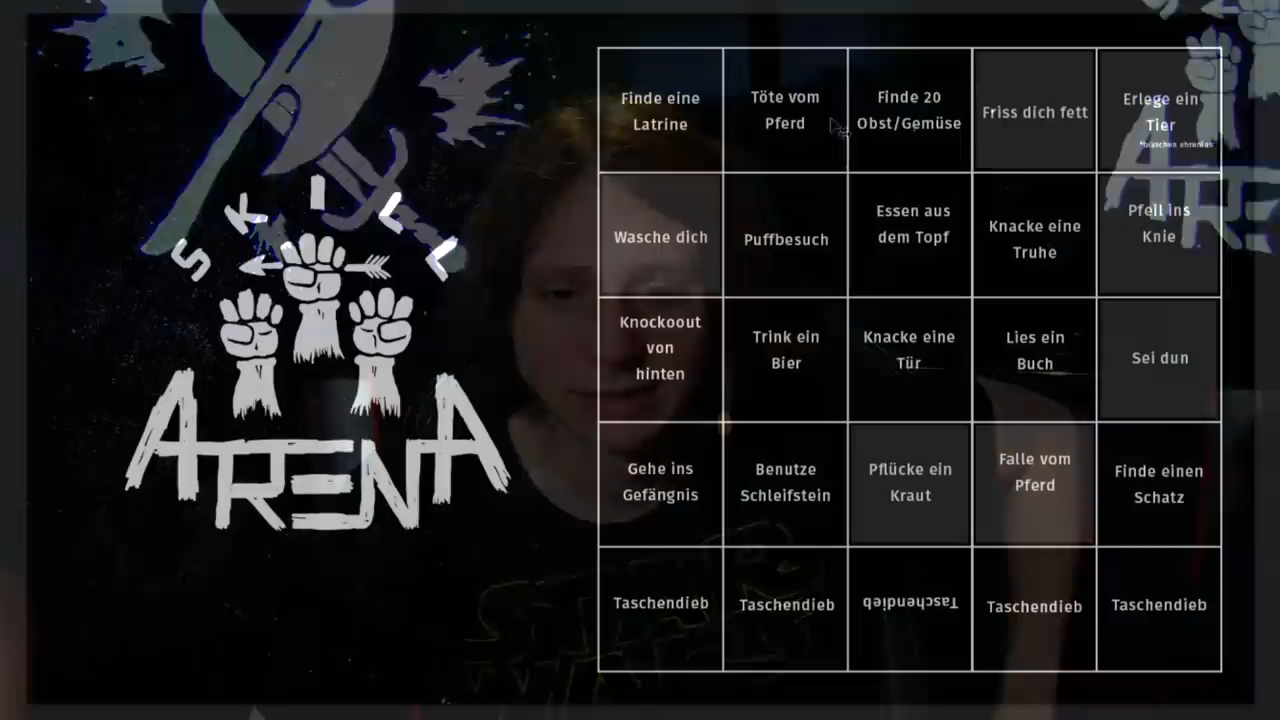 SKILL
ARENA
Finde eine
Latrine
Töte vom
Pferd
Finde 20
Obst/Gemüse
Friss dich fett
Erlege ein
Tier
Wasche dich
Puffbesuch
Essen aus
dem Topf
Knacke eine
Truhe
Pfeil ins
Knie
Knockoout
von
hinten
Trink ein
Bier
Knacke eine
Tür
Lies ein
Buch
Sei dun
Gehe ins
Gefängnis
Benutze
Schleifstein
Pflücke ein
Kraut
Falle vom
Pferd
Finde einen
Schatz
Taschendieb
Taschendieb
Taschendieb
Taschendieb
Taschendieb